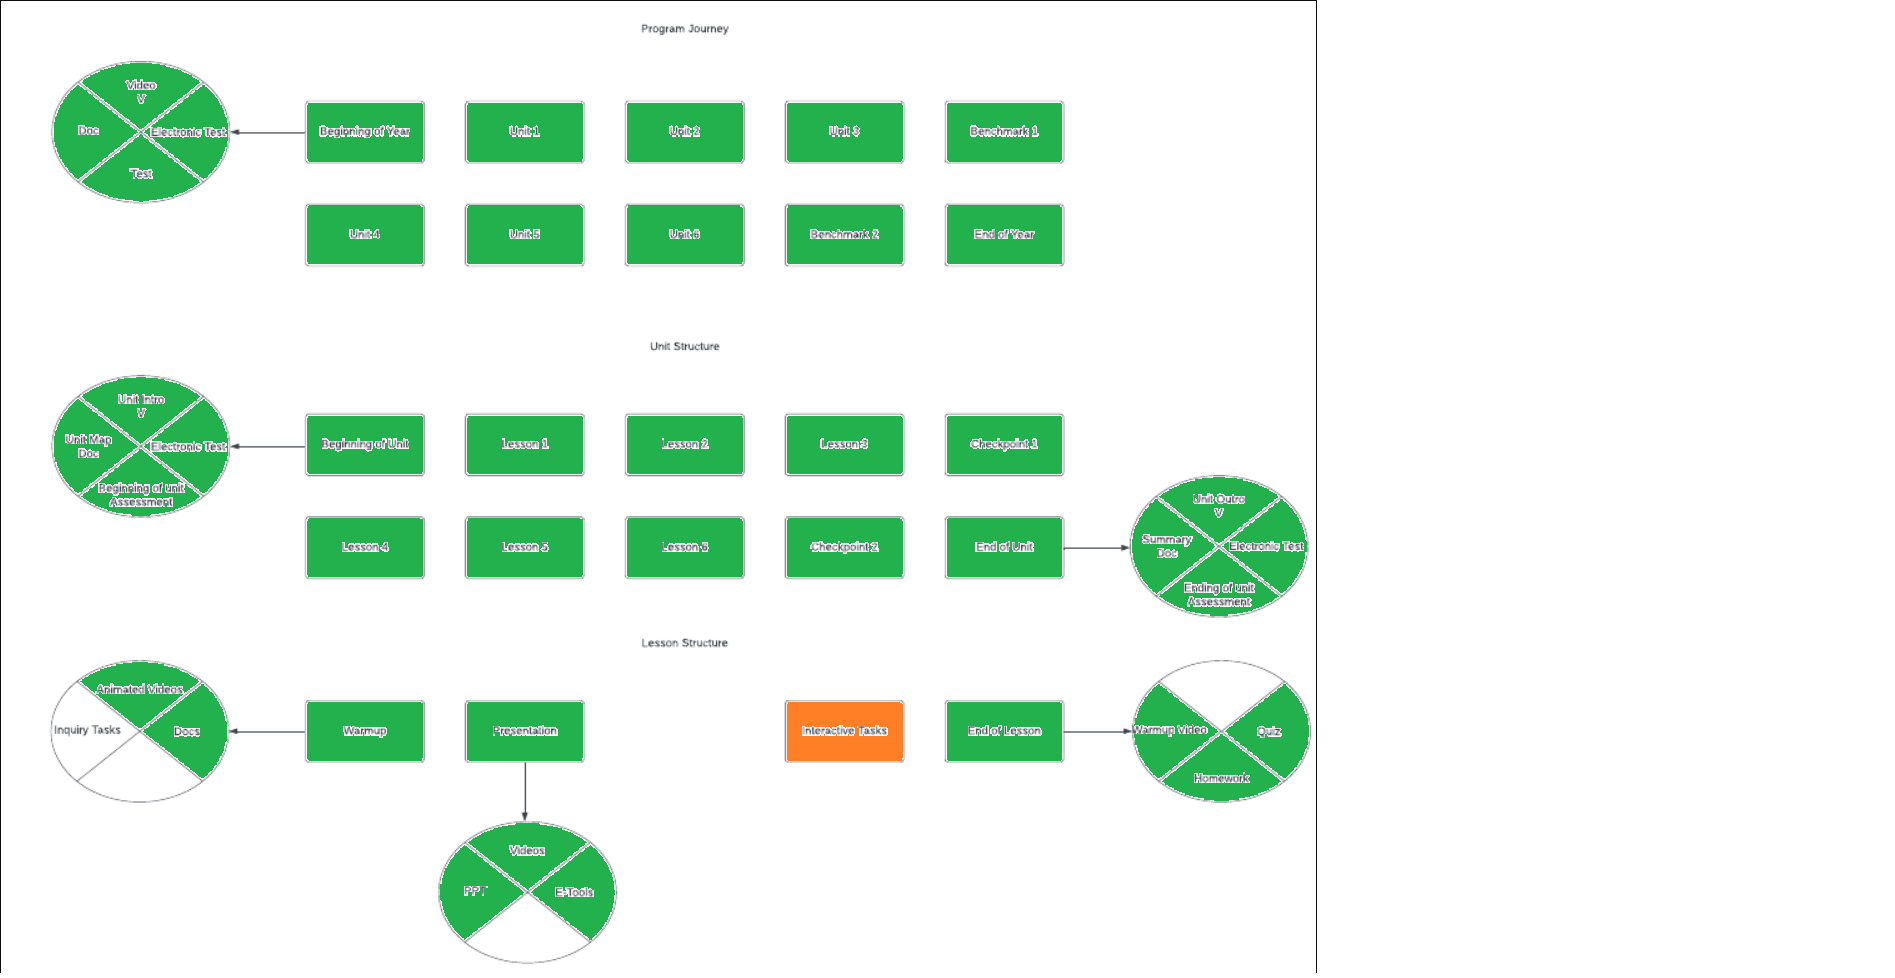 Program Journey
Video
V
Doc
Electronic Test
Test
Beginning of Year
Unit 1
Unit 2
Unit 3
Benchmark 1
Unit 4
Unit 5
Unit 6
Benchmark 2
End of Year
Unit Structure
Unit Intro
V
Unit Map
Doc
Electronic Test
Beginning of unit
Assessment
Beginning of Unit
Lesson 1
Lesson 2
Lesson 3
Checkpoint 1
Lesson 4
Lesson 5
Lesson 6
Checkpoint 2
End of Unit
Unit Outro
V
Summary
Doc
Electronic Test
Ending of unit
Assessment
Lesson Structure
Animated Videos
Inquiry Tasks
Docs
Warmup
Presentation
Interactive Tasks
End of Lesson
Warmup Video
Quiz
Homework
Videos
PPT
E-Tools